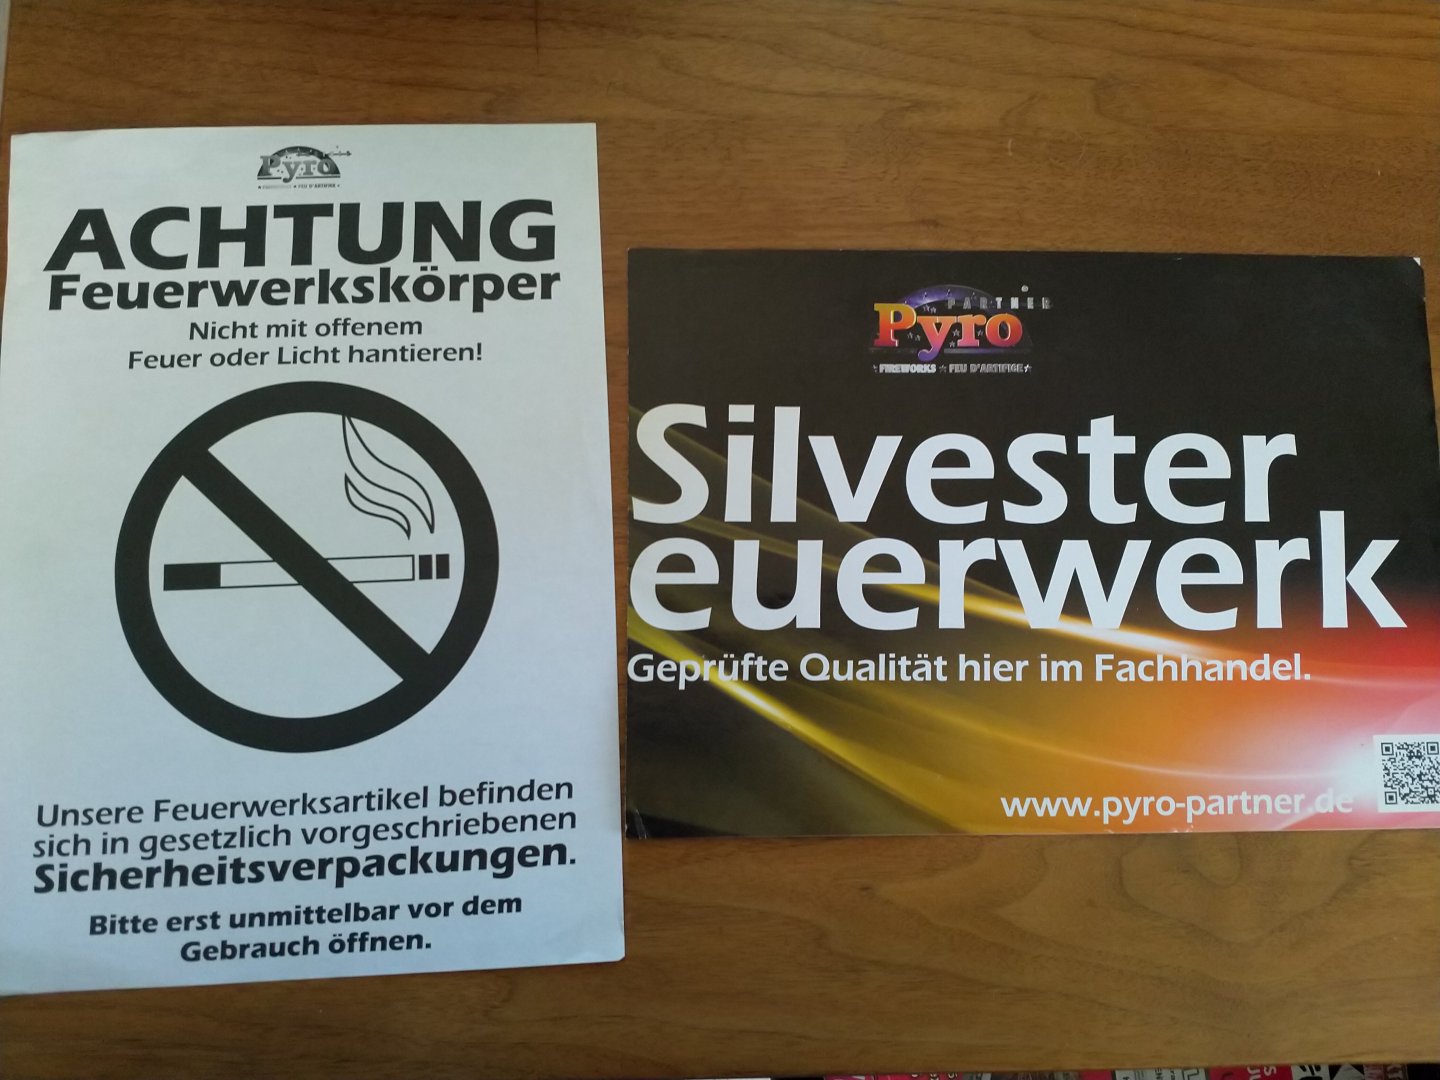 Pyro
FEU D'ARTIFICE
ACHTUNG
Feuerwerkskörper
Nicht mit offenem
Feuer oder Licht hantieren!
Unsere Feuerwerksartikel befinden
sich in gesetzlich vorgeschriebenen
Sicherheitsverpackungen.
Bitte erst unmittelbar vor dem
Gebrauch öffnen.
PARTNER
Pyro
FIREWORKS ★ FEU D'ARTIFICE ★
Silvester
euerwerk
Geprüfte Qualität hier im Fachhandel.
www.pyro-partner.de